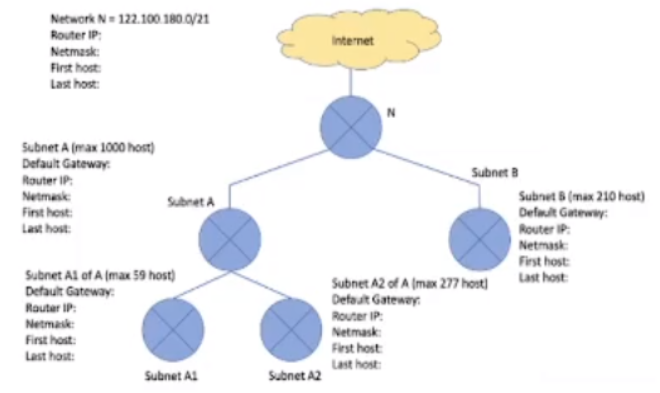 Network N = 122.100.180.0/21
Router IP:
Netmask:
First host:
Last host:
Internet
N
Subnet A (max 1000 host)
Default Gateway:
Router IP:
Netmask:
First host:
Last host:
Subnet A
Subnet B
Subnet B (max 210 host)
Default Gateway:
Router IP:
Netmask:
First host:
Last host:
Subnet A1 of A (max 59 host)
Default Gateway:
Router IP:
Netmask:
First host:
Last host:
Subnet A2 of A (max 277 host)
Default Gateway:
Router IP:
Netmask:
First host:
Last host:
Subnet A1
Subnet A2